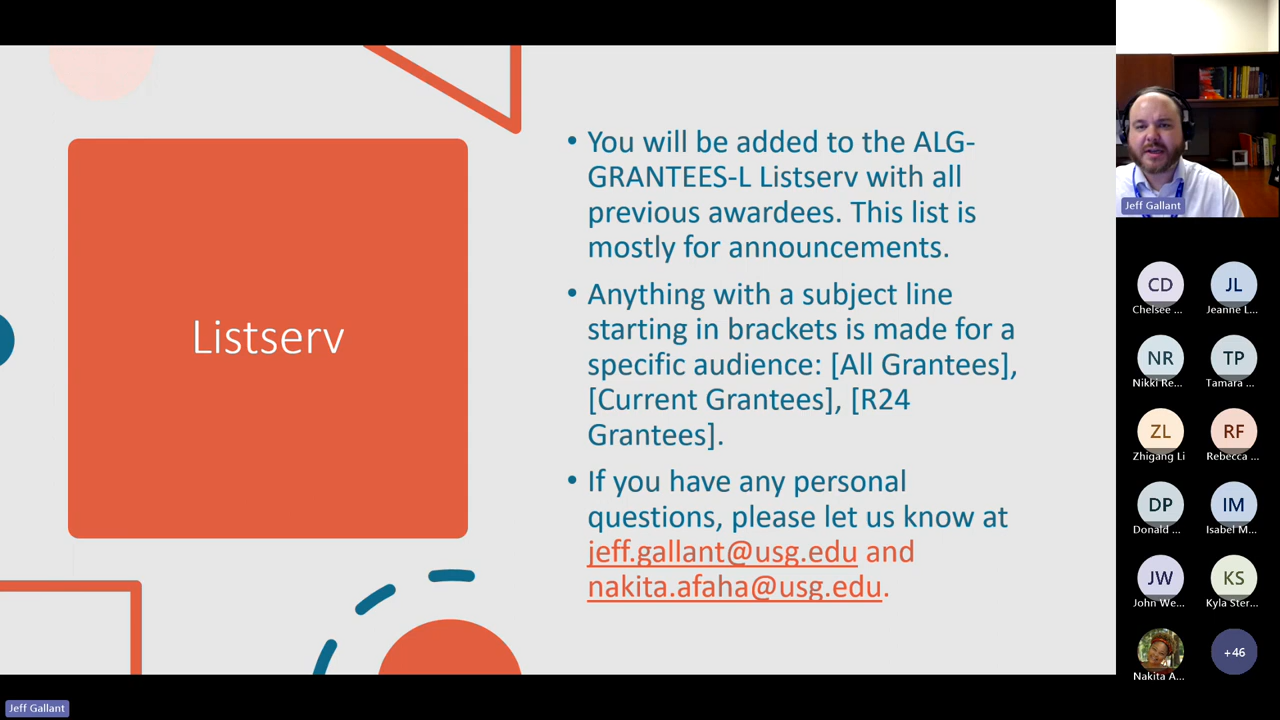 Listserv
• You will be added to the ALG-
GRANTEES-L Listserv with all
previous awardees. This list is
mostly for announcements.
• Anything with a subject line
starting in brackets is made for a
specific audience: [All Grantees],
[Current Grantees], [R24
Grantees].
• If you have any personal
questions, please let us know at
jeff.gallant@usg.edu and
nakita.afaha@usg.edu.
Jeff Gallant
CD
JL
Chelsee ...
Jeanne L...
NR
TP
Nikki Re...
Tamara ...
ZL
RF
Zhigang Li
Rebecca ...
DP
IM
Donald ...
Isabel M...
JW
KS
John We...
Kyla Ster...
+46
Nakita A...
Jeff Gallant